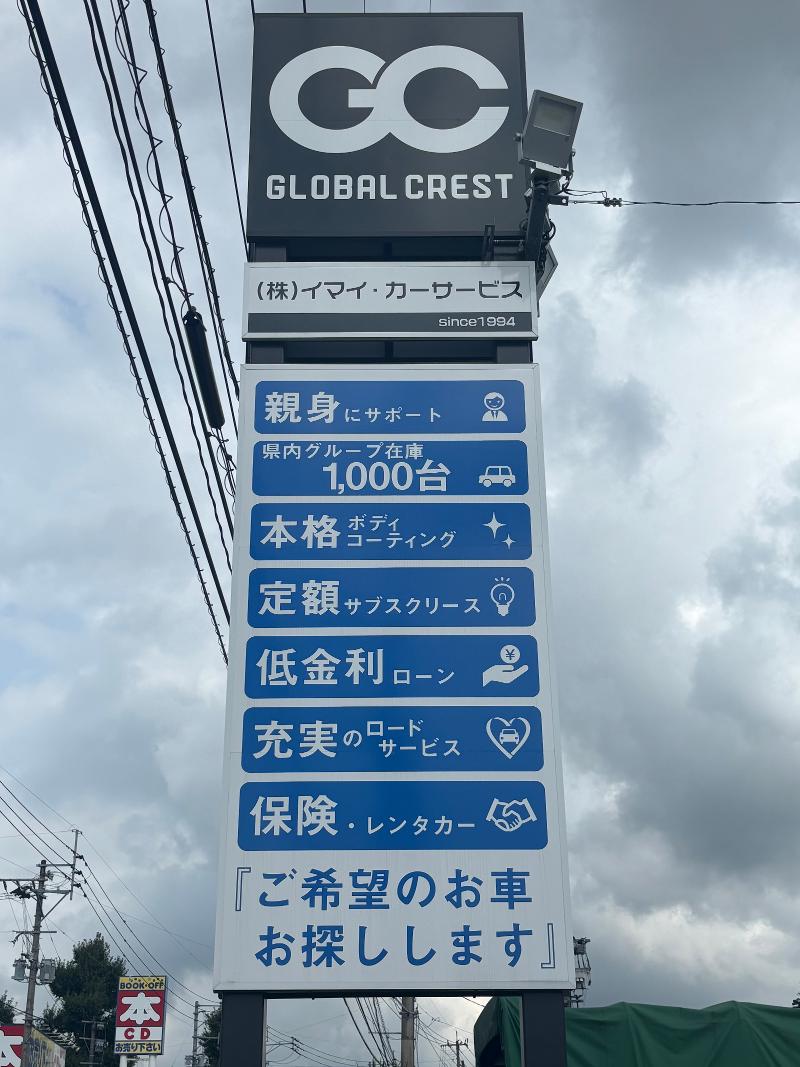 GC
GLOBAL CREST
(株)イマイ・カーサービス
since1994
親身にサポート
県内グループ在庫
1,000台
本格ボディ
コーティング
定額サブスクリース
低金利ローン
¥
充実のロード
サービス
保険・レンタカー
『ご希望のお車
お探しします』
BOOK・OFF
本
CD
お売り下さい
本